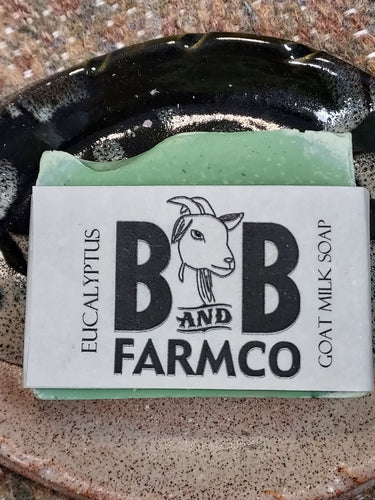 EUCALYPTUS
B AND B
FARMCO
GOAT MILK SOAP